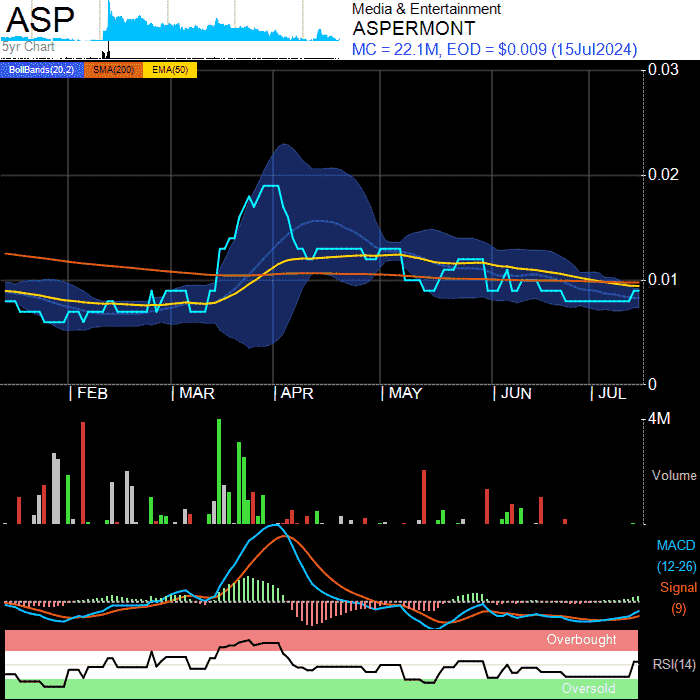 ASP
5yr Chart
Media & Entertainment
ASPERMONT
MC = 22.1M, EOD = $0.009 (15Jul2024)
BollBands(20,2) SMA(200) EMA(50)
0.03
0.02
0.01
0
FEB MAR APR MAY JUN JUL
4M
Volume
MACD
(12-26)
Signal
(9)
Overbought
RSI(14)
Oversold